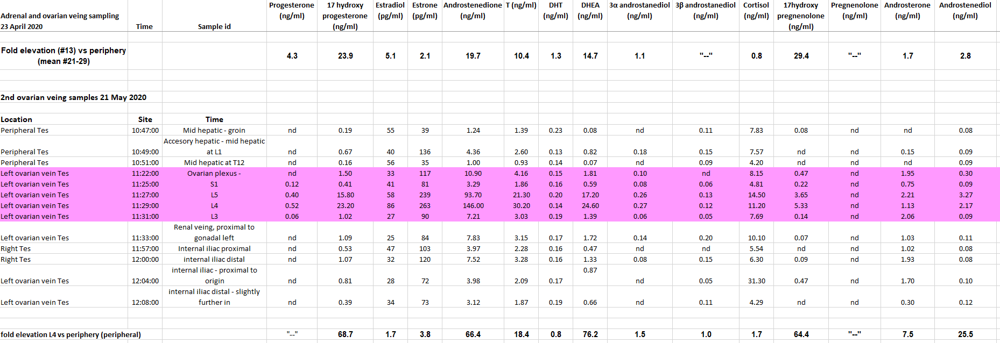 Adrenal and ovarian veing sampling 23 April 2020 Time Sample id Progesterone (ng/ml) 17 hydroxy progesterone (ng/ml) Estradiol (pg/ml) Estrone (pg/ml) Androstenedione (ng/ml) T (ng/ml) DHT (ng/ml) DHEA (ng/ml) 3α androstanediol (ng/ml) 3β androstanediol (ng/ml) Cortisol (ng/ml) 17hydroxy pregnenolone (ng/ml) Pregnenolone (ng/ml) Androsterone (ng/ml) Androstenediol (ng/ml)
Fold elevation (#13) vs periphery (mean #21-29) 4.3 23.9 5.1 2.1 19.7 10.4 1.3 14.7 1.1 "--" 0.8 29.4 "--" 1.7 2.8
2nd ovarian veing samples 21 May 2020
Location Site Time
Peripheral Tes 10:47:00 Mid hepatic - groin nd 0.19 55 39 1.24 1.39 0.23 0.08 nd 0.11 7.83 0.08 nd nd 0.08
Peripheral Tes 10:49:00 Accesory hepatic - mid hepatic at L1 nd 0.67 40 136 4.36 2.60 0.13 0.82 0.18 0.15 7.57 nd nd 0.15 0.09
Peripheral Tes 10:51:00 Mid hepatic at T12 nd 0.16 56 35 1.00 0.93 0.14 0.07 nd 0.09 4.20 nd nd nd 0.09
Left ovarian vein Tes 11:22:00 Ovarian plexus - nd 1.50 33 117 10.90 4.16 0.15 1.81 0.10 nd 8.15 0.47 nd 1.95 0.30
Left ovarian vein Tes 11:25:00 S1 0.12 0.41 41 81 3.29 1.86 0.16 0.59 0.08 0.06 4.81 0.22 nd 0.75 0.09
Left ovarian vein Tes 11:27:00 L5 0.40 15.80 58 239 93.70 21.30 0.20 17.20 0.26 0.13 14.50 3.65 nd 2.21 3.27
Left ovarian vein Tes 11:29:00 L4 0.52 23.20 86 263 146.00 30.20 0.14 24.60 0.27 0.12 11.20 5.33 nd 1.13 2.17
Left ovarian vein Tes 11:31:00 L3 0.06 1.02 27 90 7.21 3.03 0.19 1.39 0.06 0.05 7.69 0.14 nd 2.06 0.09
Left ovarian vein Tes 11:33:00 Renal veing, proximal to gonadal left nd 1.09 25 84 7.83 3.15 0.17 1.72 0.14 0.20 10.10 0.07 nd 1.03 0.11
Right Tes 11:57:00 Internal iliac proximal nd 0.53 47 103 3.97 2.28 0.16 0.47 nd nd 5.54 nd nd 1.02 0.08
Right Tes 12:00:00 internal iliac distal nd 1.07 32 120 7.52 3.28 0.16 1.33 0.08 0.15 6.30 0.09 nd 1.93 0.08
Left ovarian vein Tes 12:04:00 internal iliac - proximal to origin nd 0.81 28 72 3.98 2.09 0.17 0.87 nd 0.05 31.30 0.47 nd 1.70 0.10
Left ovarian vein Tes 12:08:00 internal iliac distal - slightly further in nd 0.39 34 73 3.12 1.87 0.19 0.66 nd 0.11 4.29 nd nd 0.30 0.12
fold elevation L4 vs periphery (peripheral) "--" 68.7 1.7 3.8 66.4 18.4 0.8 76.2 1.5 1.0 1.7 64.4 "--" 7.5 25.5